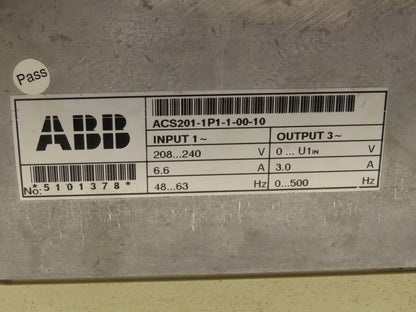 Pass
ABB
ACS201-1P1-1-00-10
INPUT 1~ OUTPUT 3~
208...240 V 0 ... U1IN V
6.6 A 3.0 A
48...63 Hz 0...500 Hz
No: *5101378*